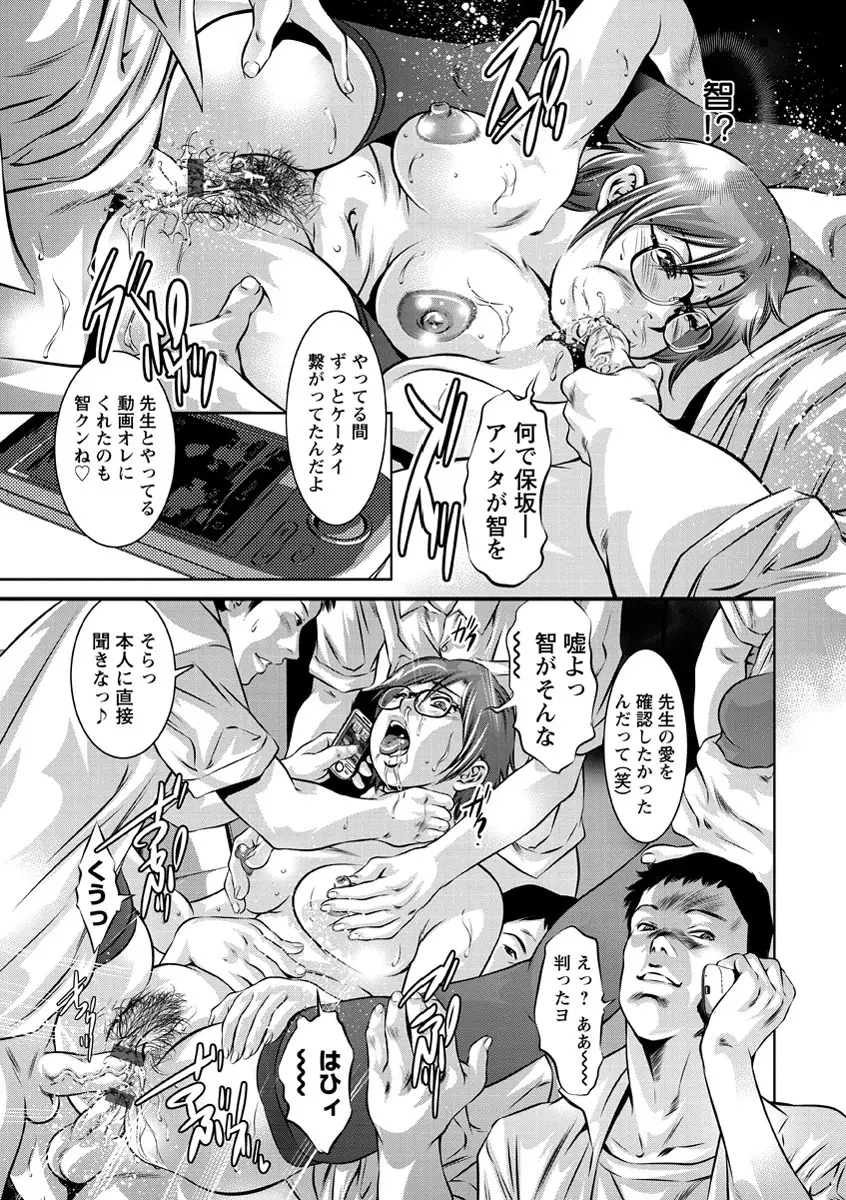 智!?
何で保坂ー
アンタが智を
やってる間
ずっとケータイ
繋がってたんだよ
先生とやってる
動画オレに
くれたのも
智クンね♡
先生の愛を
確認したかった
んだって(笑)
嘘よっ
智がそんな
そらっ
本人に直接
聞きなっ♪
えっ?ああ~
判ったヨ
くうっ
はひィ